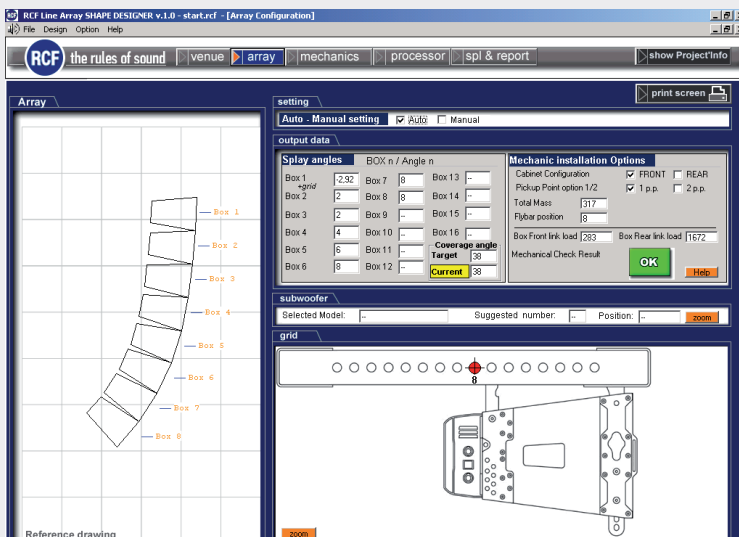 RCF Line Array SHAPE DESIGNER v.1.0 - start.rcf - [Array Configuration]
File Design Option Help
RCF the rules of sound venue array mechanics processor spl & report show Project'Info
print screen
Array
setting
Auto - Manual setting Auto Manual
output data
Splay angles BOX n / Angle n
Box 1 -2,92 Box 7 8 Box 13 --
+grid
Box 2 2 Box 8 8 Box 14 --
Box 3 2 Box 9 -- Box 15 --
Box 4 4 Box 10 -- Box 16 --
Box 5 6 Box 11 --
Box 6 8 Box 12 --
Coverage angle
Target 38
Current 38
Mechanic installation Options
Cabinet Configuration FRONT REAR
Pickup Point option 1/2 1 p.p. 2 p.p.
Total Mass 317
Flybar position 8
Box Front link load 283 Box Rear link load 1672
Mechanical Check Result OK
Help
subwoofer
Selected Model: -- Suggested number: -- Position: -- zoom
grid
8
zoom
Box 1
Box 2
Box 3
Box 4
Box 5
Box 6
Box 7
Box 8
Reference drawing